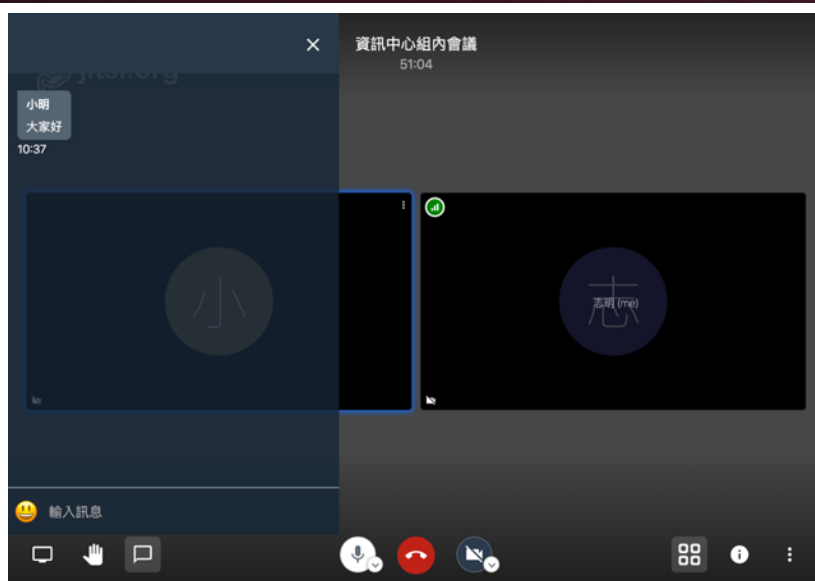 資訊中心組內會議
51:04
jitsi.org
小明
大家好
10:37
小
志
志明 (me)
輸入訊息